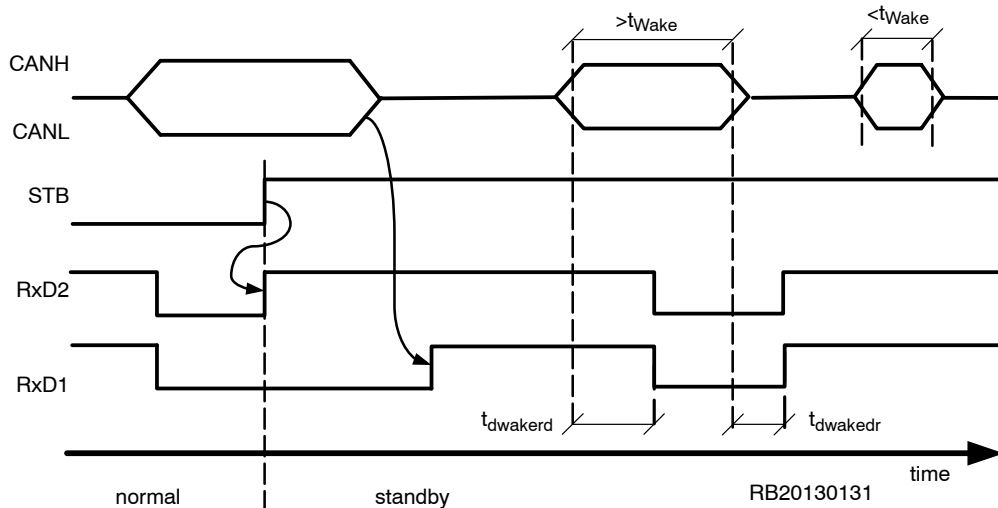 >tWake
<tWake
CANH
CANL
STB
RxD2
RxD1
tdwakerd
tdwakedr
time
normal
standby
RB20130131